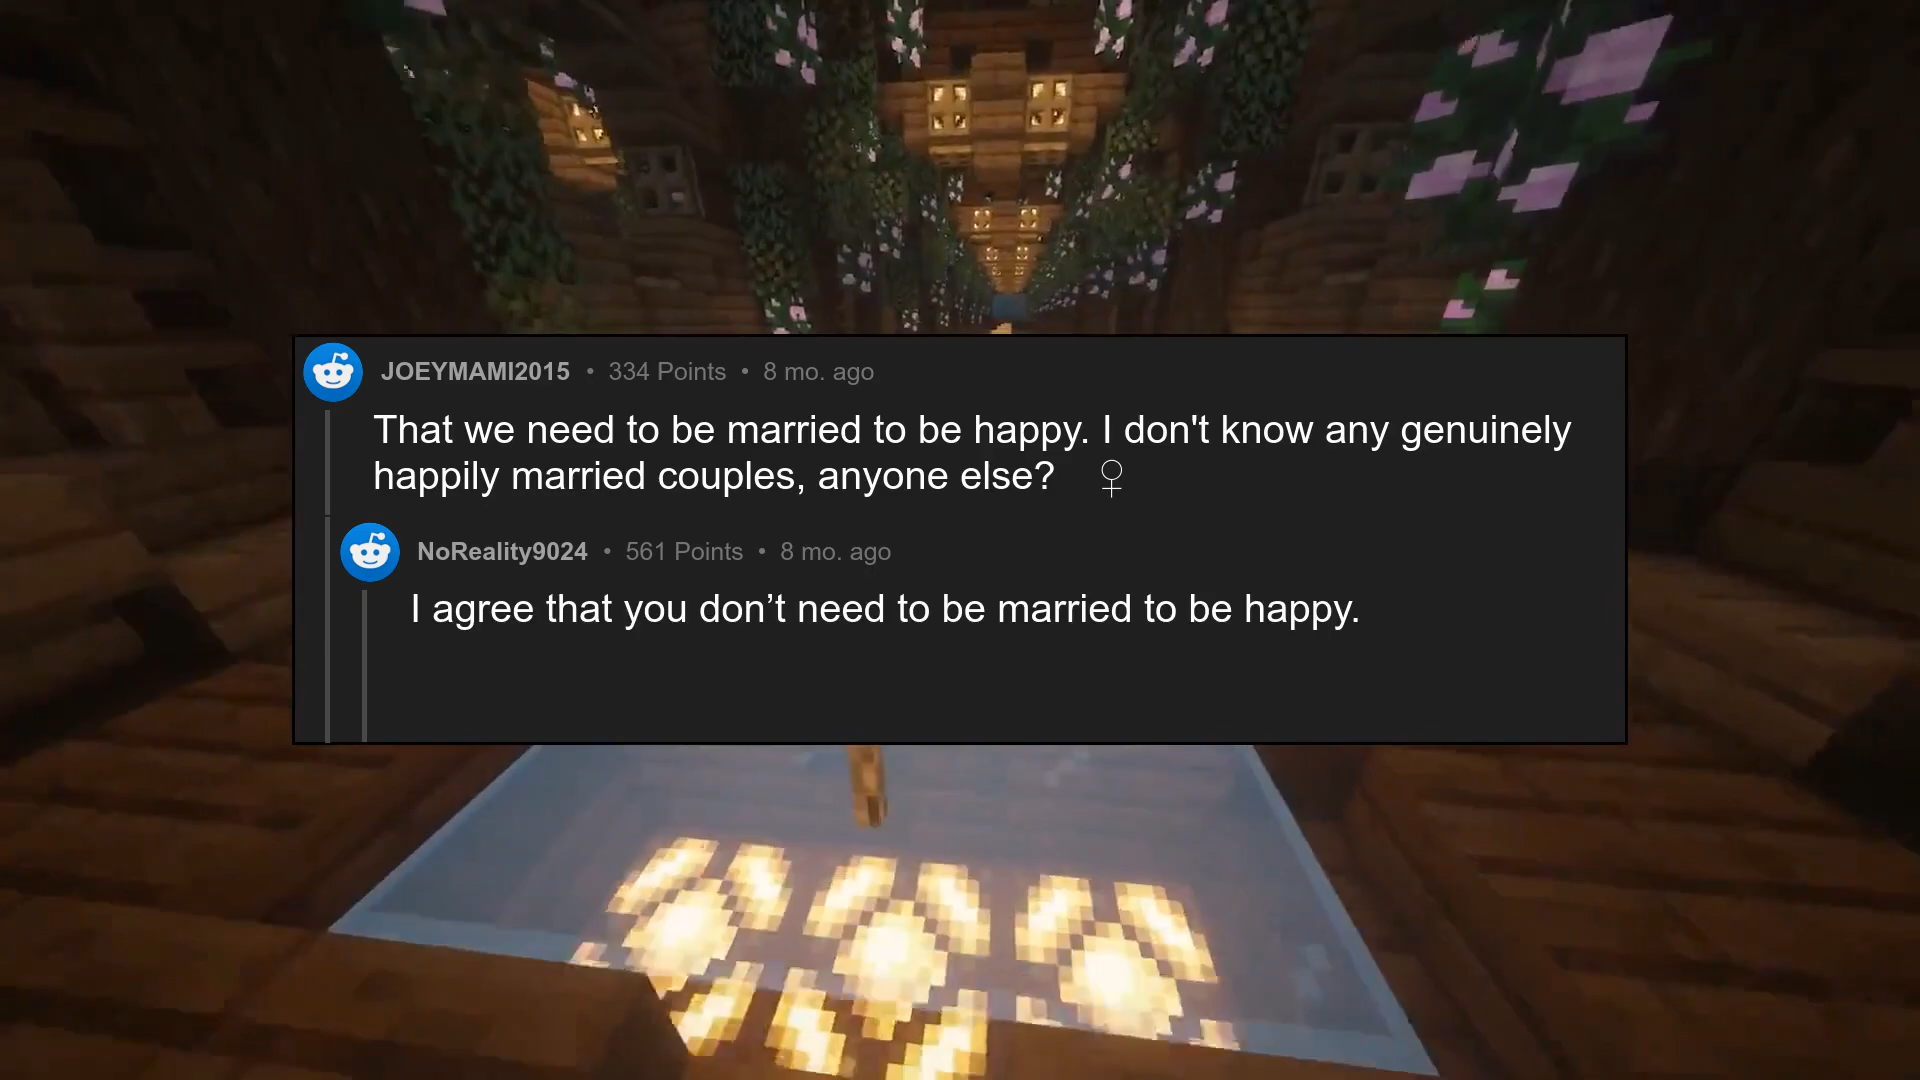 JOEYMAMI2015 • 334 Points • 8 mo. ago
That we need to be married to be happy. I don't know any genuinely
happily married couples, anyone else? ♀
NoReality9024 • 561 Points • 8 mo. ago
I agree that you don’t need to be married to be happy.